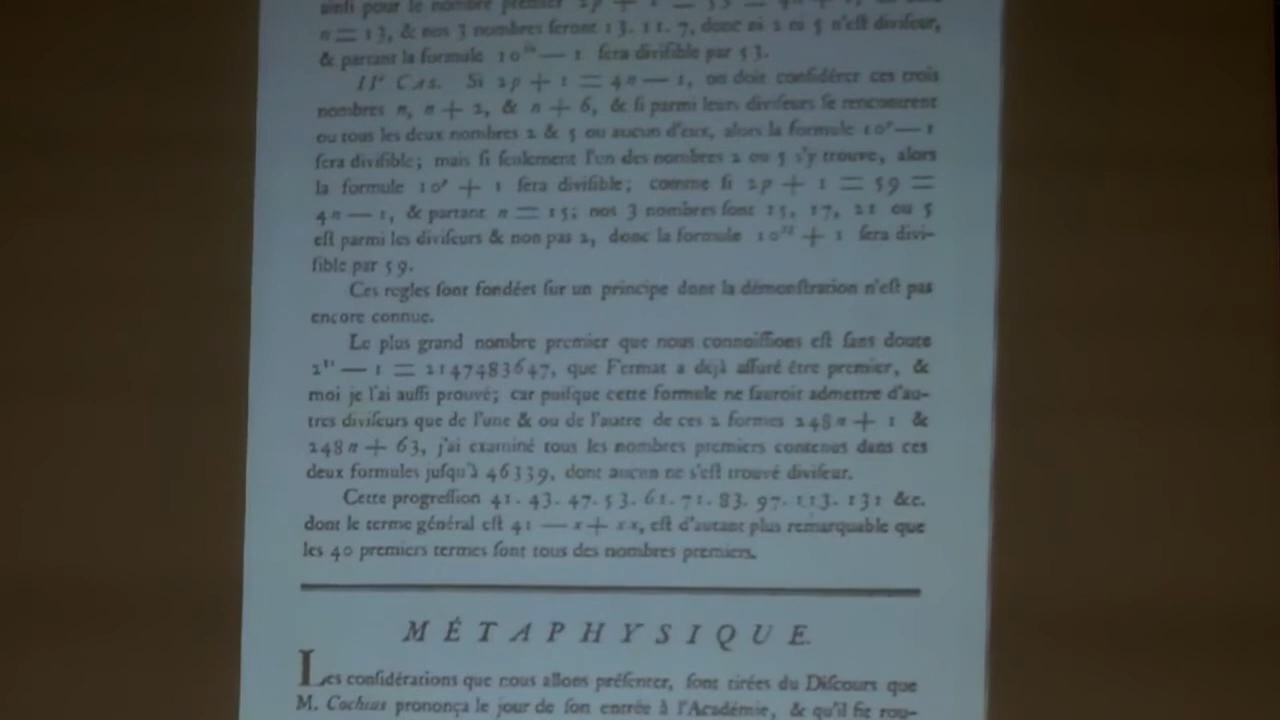 ainſi pour le nombre premier 2p + 1 = 53 = 4n + 1,
n = 13, & nos 3 nombres feront 13. 11. 7, donc ni 2 ni 5 n'eſt diviſeur,
& partant la formule 10²⁶ — 1 ſera diviſible par 53.
IIᵉ Cas. Si 2p + 1 = 4n — 1, on doit conſidérer ces trois
nombres n, n + 2, & n + 6, & ſi parmi leurs diviſeurs ſe rencontrent
ou tous les deux nombres 2 & 5 ou aucun d'eux, alors la formule 10ᵖ — 1
ſera diviſible; mais ſi ſeulement l'un des nombres 2 ou 5 s'y trouve, alors
la formule 10ᵖ + 1 ſera diviſible; comme ſi 2p + 1 = 59 =
4n — 1, & partant n = 15; nos 3 nombres ſont 15, 17, 21 ou 5
eſt parmi les diviſeurs & non pas 2, donc la formule 10²⁹ + 1 ſera divi-
ſible par 59.
Ces regles ſont fondées ſur un principe dont la démonſtration n'eſt pas
encore connue.
Le plus grand nombre premier que nous connoiſſions eſt ſans doute
2³¹ — 1 = 2147483647, que Fermat a dejà aſſuré être premier, &
moi je l'ai auſſi prouvé; car puiſque cette formule ne ſauroit admettre d'au-
tres diviſeurs que de l'une & ou de l'autre de ces 2 formes 248n + 1 &
248n + 63, j'ai examiné tous les nombres premiers contenus dans ces
deux formules juſqu'à 46339, dont aucun ne s'eſt trouvé diviſeur.
Cette progreſſion 41. 43. 47. 53. 61. 71. 83. 97. 113. 131 &c.
dont le terme général eſt 41 — x + xx, eſt d'autant plus remarquable que
les 40 premiers termes ſont tous des nombres premiers.
MÉTAPHYSIQUE.
Les conſidérations que nous allons préſenter, ſont tirées du Diſcours que
M. Cochius prononça le jour de ſon entrée à l'Académie, & qu'il fit rou-